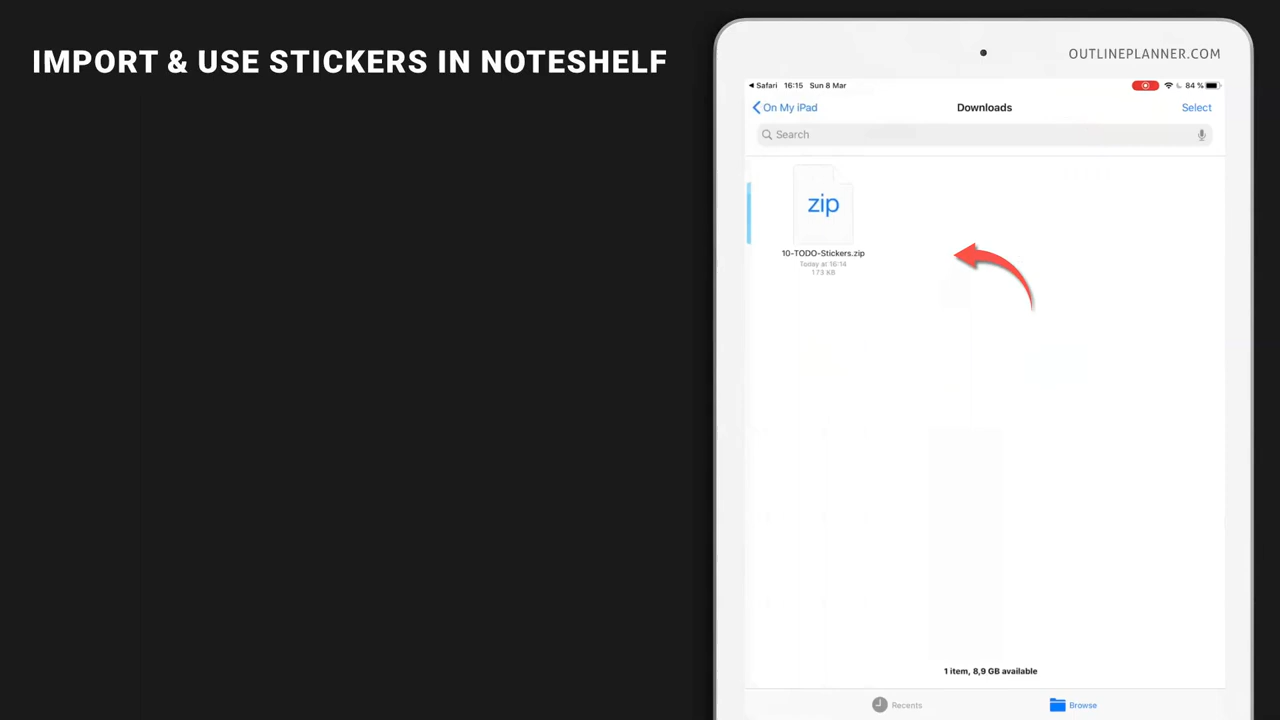 IMPORT & USE STICKERS IN NOTESHELF
OUTLINEPLANNER.COM
Safari 16:15 Sun 8 Mar 84 %
On My iPad Downloads Select
Search
zip
10-TODO-Stickers.zip
Today at 16:14
173 KB
1 item, 8,9 GB available
Recents Browse